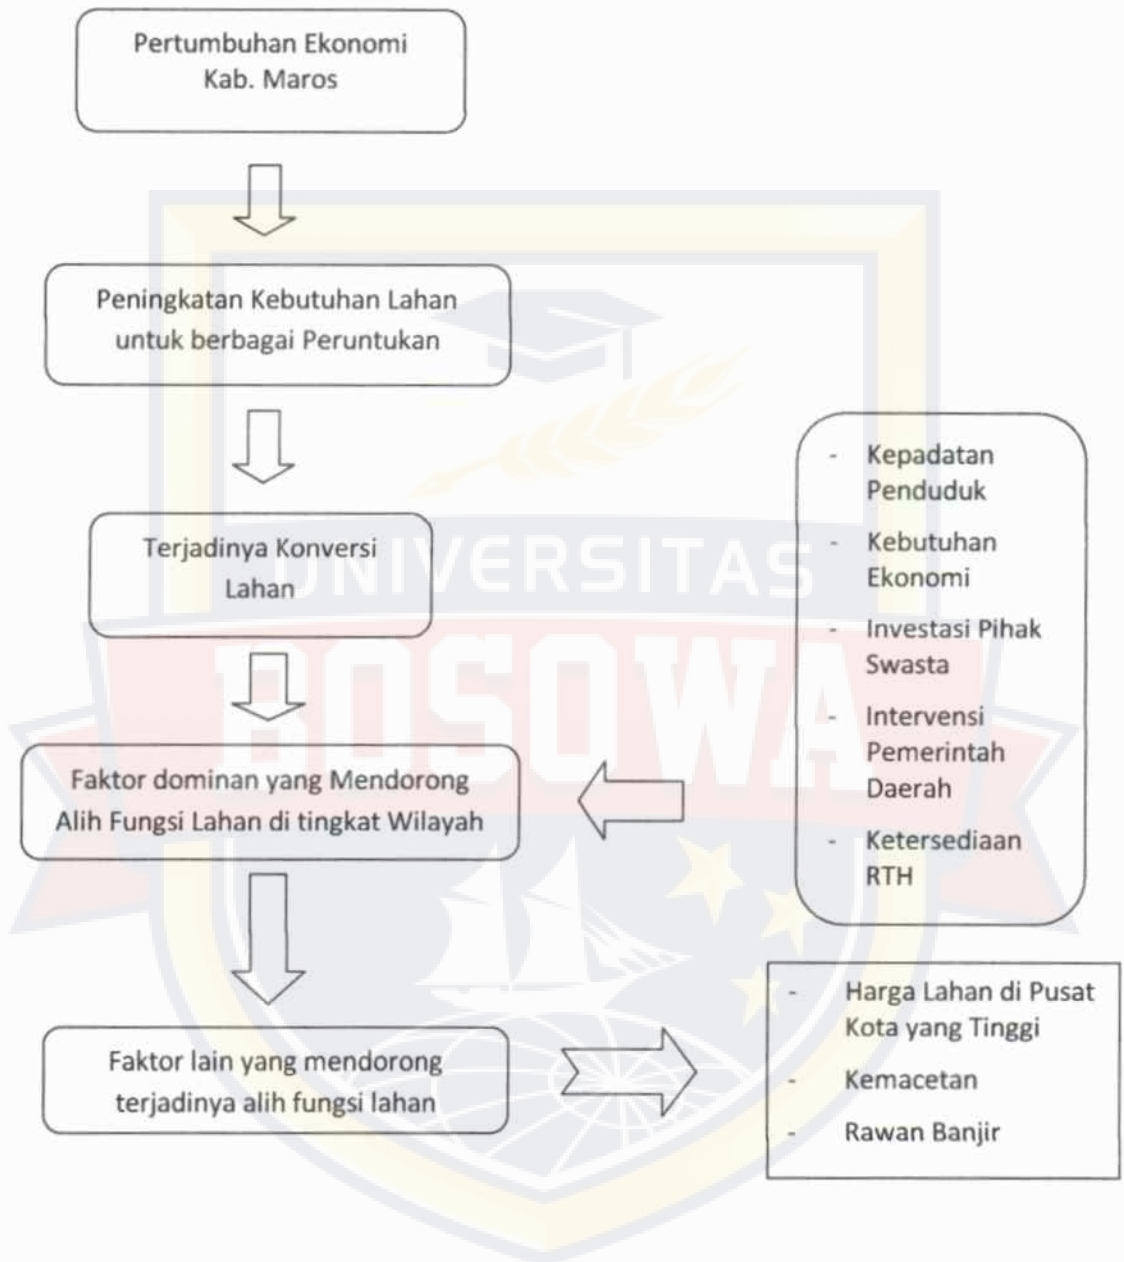 Pertumbuhan Ekonomi
Kab. Maros
Peningkatan Kebutuhan Lahan
untuk berbagai Peruntukan
Terjadinya Konversi
Lahan
Faktor dominan yang Mendorong
Alih Fungsi Lahan di tingkat Wilayah
Faktor lain yang mendorong
terjadinya alih fungsi lahan
- Kepadatan
Penduduk
- Kebutuhan
Ekonomi
- Investasi Pihak
Swasta
- Intervensi
Pemerintah
Daerah
- Ketersediaan
RTH
- Harga Lahan di Pusat
Kota yang Tinggi
- Kemacetan
- Rawan Banjir
UNIVERSITAS
BOSOWA